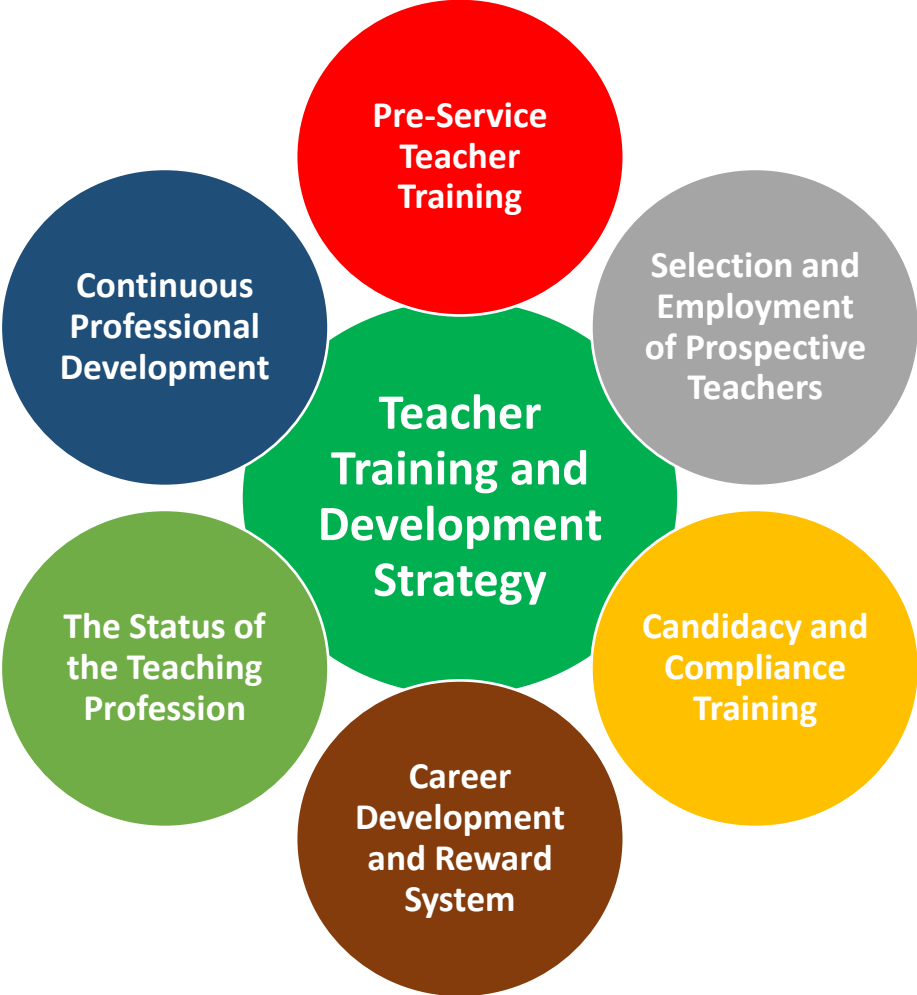 Pre-Service
Teacher
Training
Selection and
Employment
of Prospective
Teachers
Candidacy and
Compliance
Training
Career
Development
and Reward
System
The Status of
the Teaching
Profession
Continuous
Professional
Development
Teacher
Training and
Development
Strategy